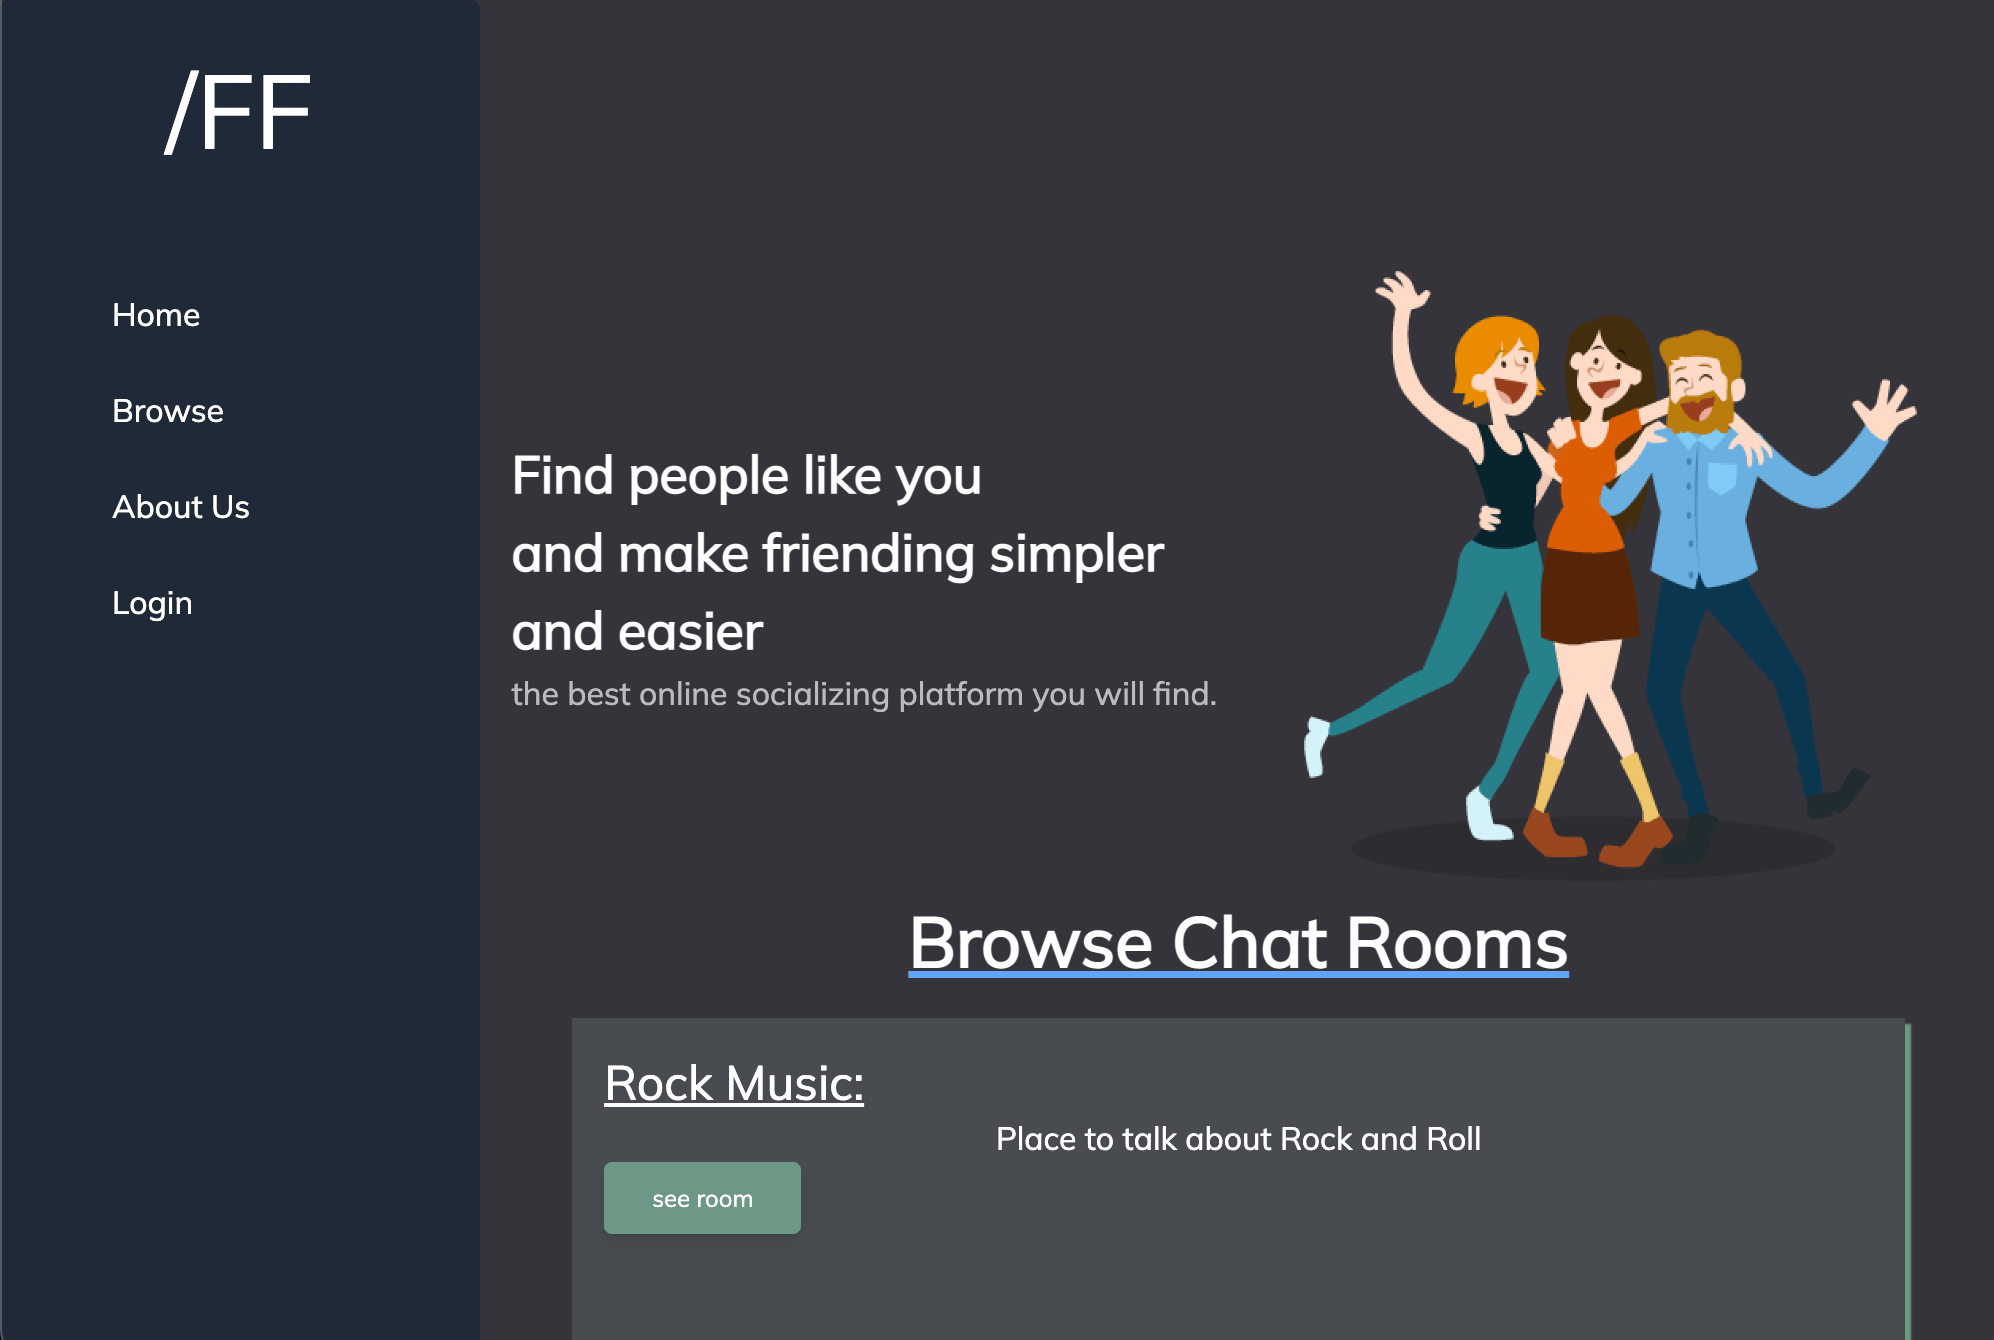 /FF
Home
Browse
About Us
Login
Find people like you
and make friending simpler
and easier
the best online socializing platform you will find.
Browse Chat Rooms
Rock Music:
Place to talk about Rock and Roll
see room